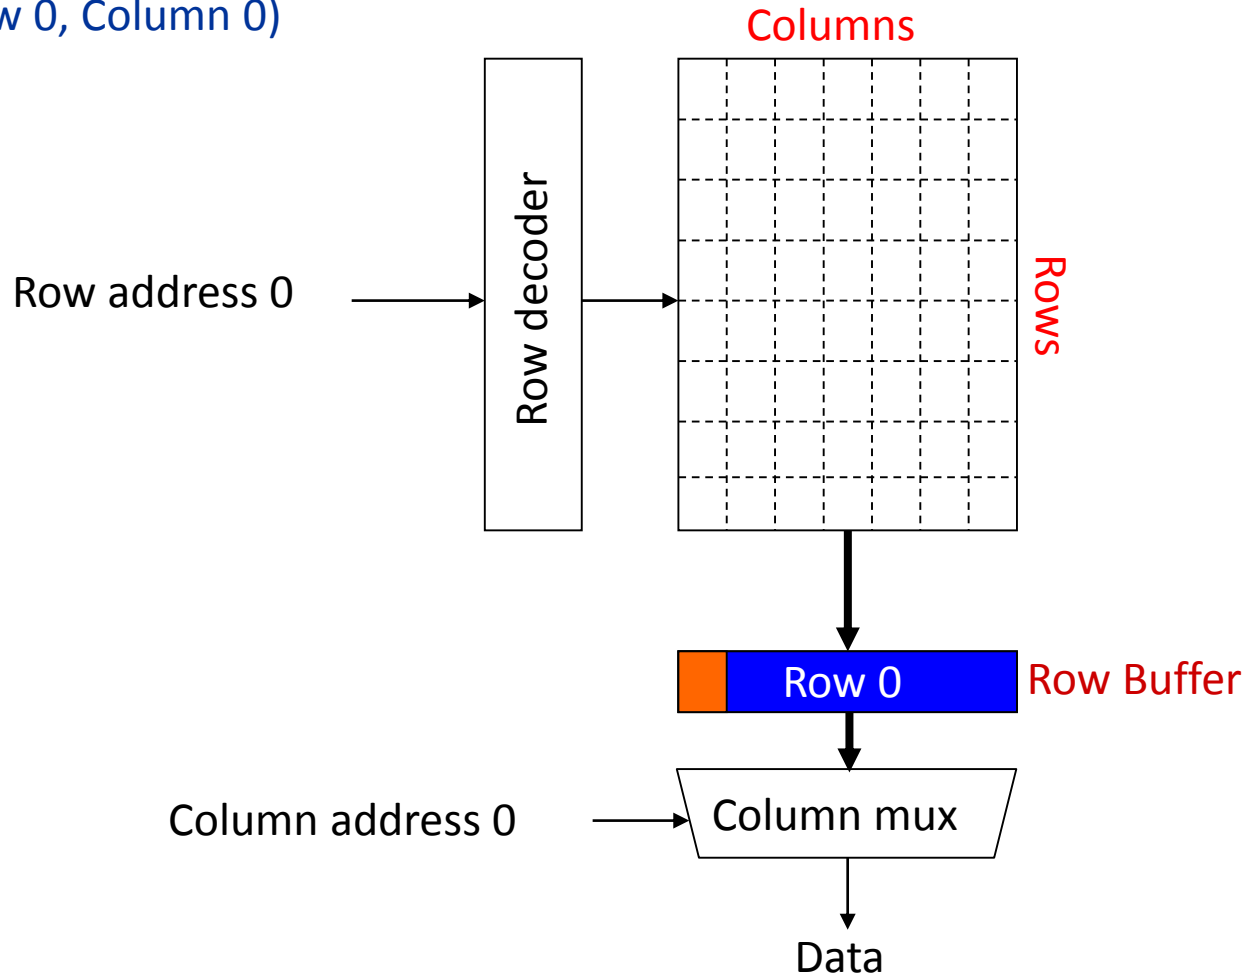 0, Column 0)
Columns
Row decoder
Row address 0
Rows
Row 0
Row Buffer
Column address 0
Column mux
Data